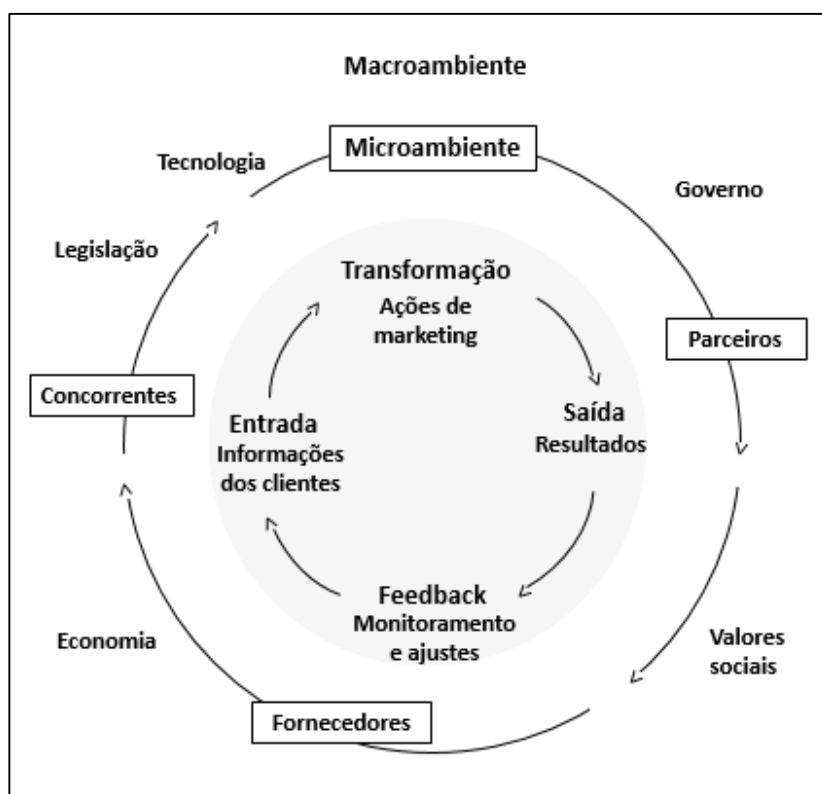 Macroambiente
Microambiente
Tecnologia
Governo
Legislação
Transformação
Ações de
marketing
Parceiros
Concorrentes
Entrada
Informações
dos clientes
Saída
Resultados
Feedback
Monitoramento
e ajustes
Economia
Valores
sociais
Fornecedores